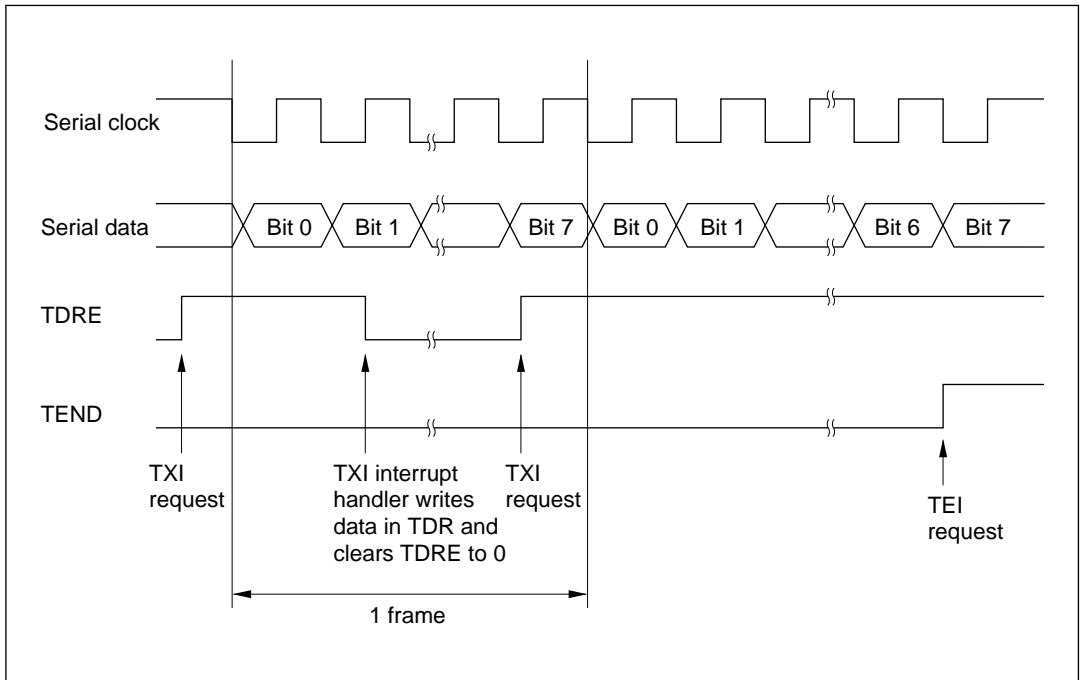 Serial clock
Serial data
Bit 0
Bit 1
Bit 7
Bit 0
Bit 1
Bit 6
Bit 7
TDRE
TEND
TXI
request
TXI interrupt
handler writes
data in TDR and
clears TDRE to 0
TXI
request
TEI
request
1 frame